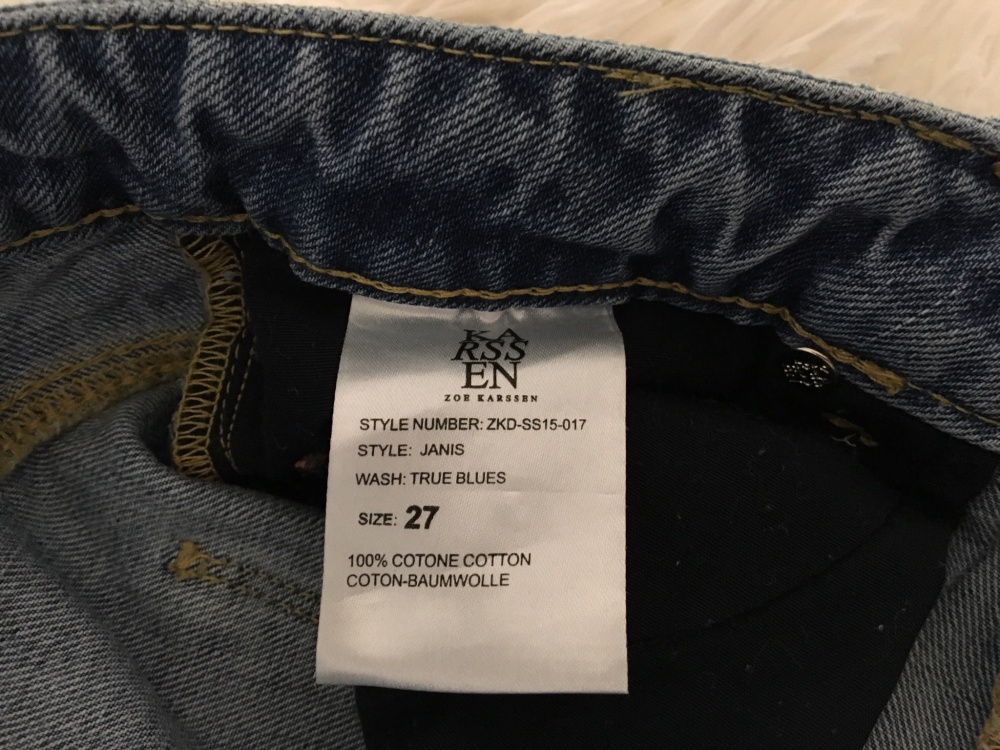 KA
RSS
EN
ZOE KARSSEN
STYLE NUMBER: ZKD-SS15-017
STYLE: JANIS
WASH: TRUE BLUES
SIZE: 27
100% COTONE COTTON
COTON-BAUMWOLLE